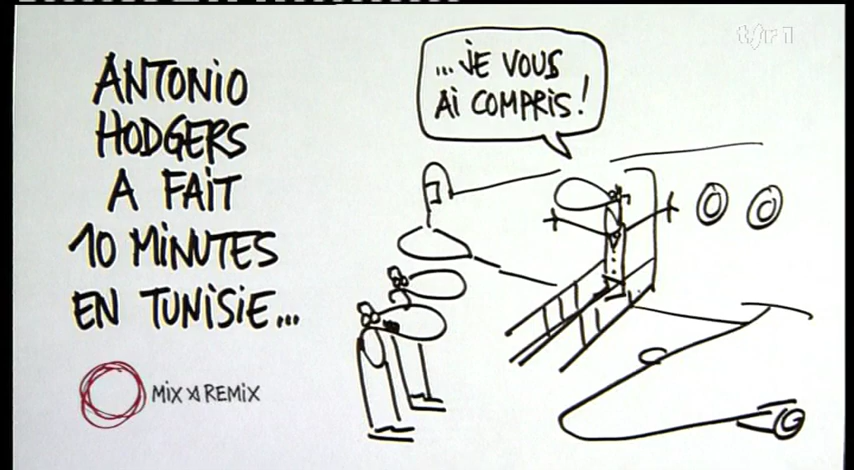 ANTONIO
HODGERS
A FAIT
10 MINUTES
EN TUNISIE...
...JE VOUS
AI COMPRIS!
MIX & REMIX
tsr1